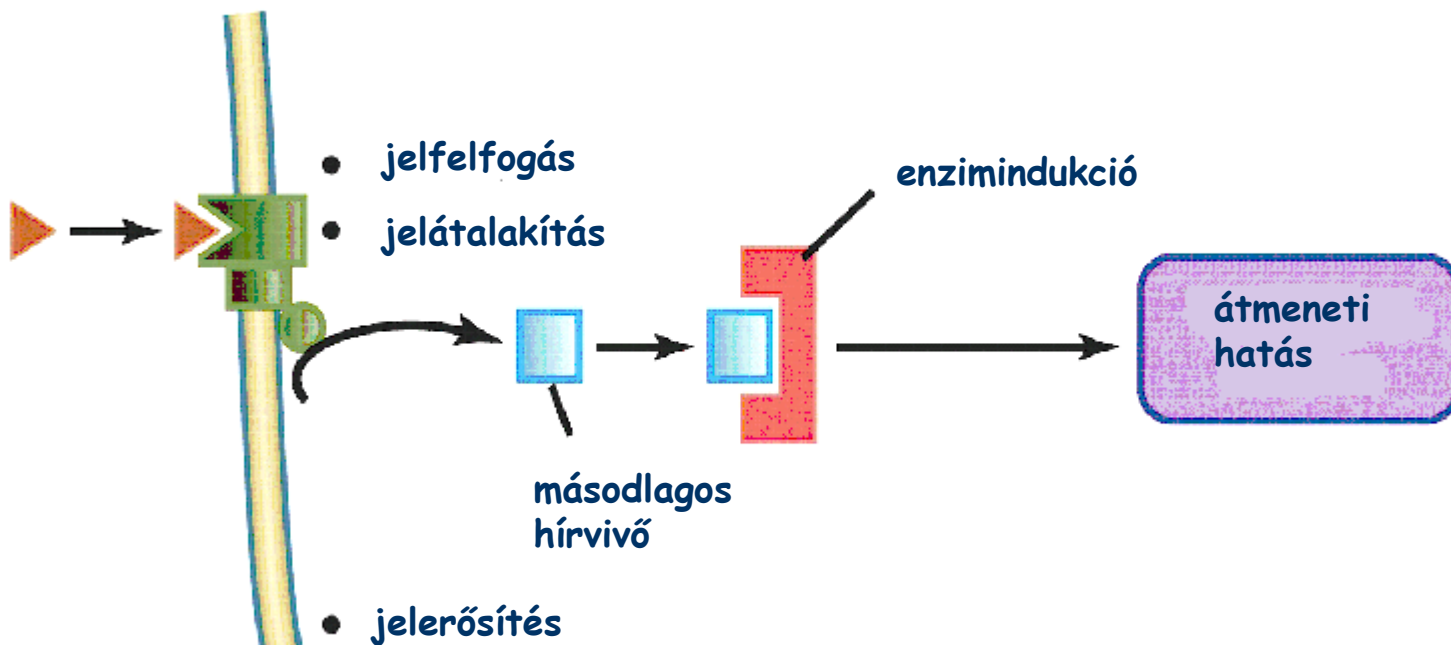 jelfelfogás
jelátalakítás
enzimindukció
átmeneti
hatás
másodlagos
hírvivő
jelerősítés